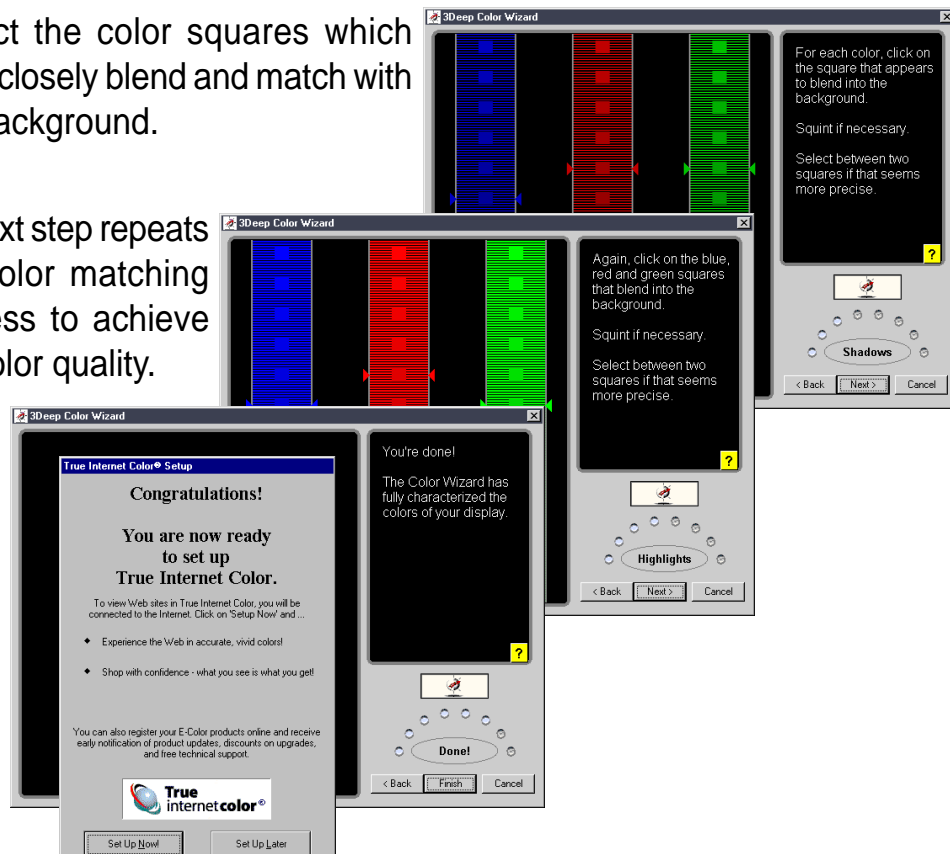 ct the color squares which
closely blend and match with
ackground.
xt step repeats
olor matching
ess to achieve
olor quality.
3Deep Color Wizard
For each color, click on
the square that appears
to blend into the
background.
Squint if necessary.
Select between two
squares if that seems
more precise.
?
Shadows
< Back
Next >
Cancel
3Deep Color Wizard
Again, click on the blue,
red and green squares
that blend into the
background.
Squint if necessary.
Select between two
squares if that seems
more precise.
?
Highlights
< Back
Next >
Cancel
3Deep Color Wizard
True Internet Color® Setup
Congratulations!
You are now ready
to set up
True Internet Color.
To view Web sites in True Internet Color, you will be
connected to the Internet. Click on 'Setup Now' and ...
Experience the Web in accurate, vivid colors!
Shop with confidence - what you see is what you get!
You can also register your E-Color products online and receive
early notification of product updates, discounts on upgrades,
and free technical support.
True
internetcolor®
Set Up Now!
Set Up Later
You're done!
The Color Wizard has
fully characterized the
colors of your display.
?
Done!
< Back
Finish
Cancel